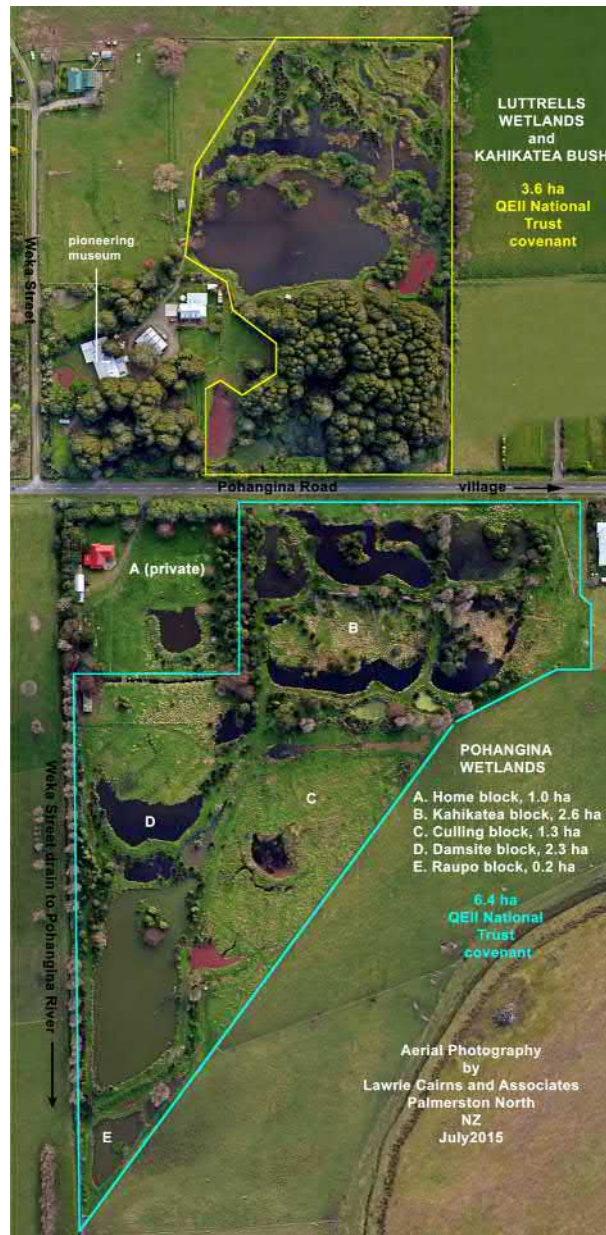 LUTTRELLS
WETLANDS
and
KAHIKATEA BUSH
3.6 ha
QEII National
Trust
covenant
pioneering
museum
Weka Street
Pohangina Road
village
A (private)
B
C
D
E
POHANGINA
WETLANDS
A. Home block, 1.0 ha
B. Kahikatea block, 2.6 ha
C. Culling block, 1.3 ha
D. Damsite block, 2.3 ha
E. Raupo block, 0.2 ha
6.4 ha
QEII National
Trust
covenant
Weka Street drain to Pohangina River
Aerial Photography
by
Lawrie Cairns and Associates
Palmerston North
NZ
July2015